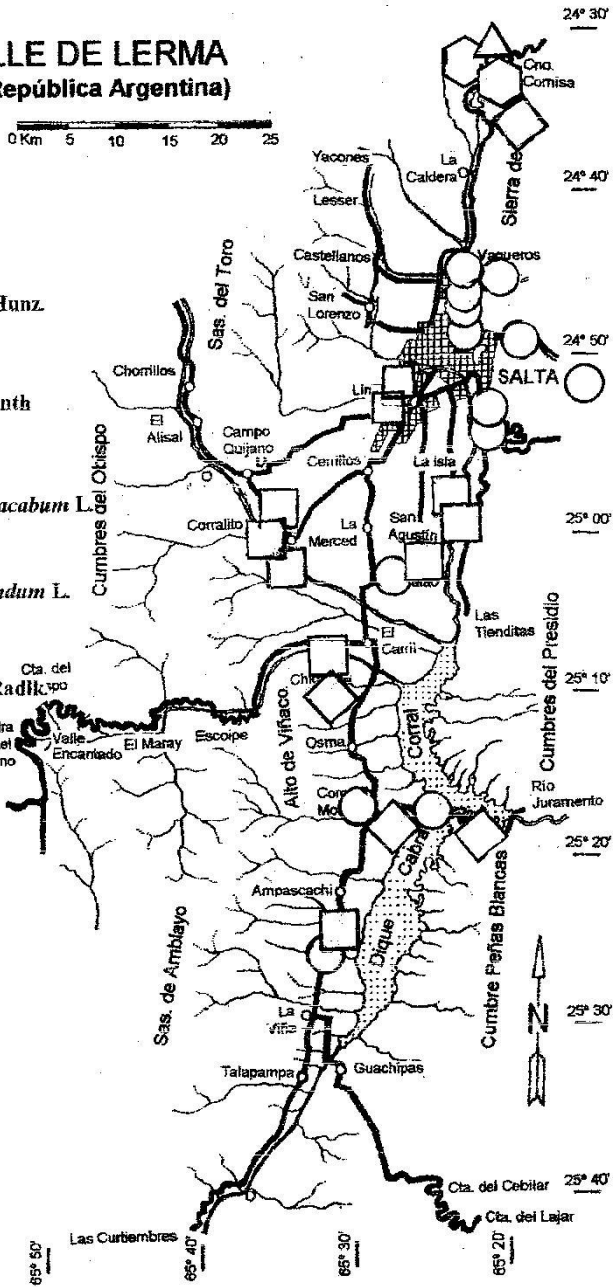 LLE DE LERMA
República Argentina)
0 Km 5 10 15 20 25
24° 30'
Cno.
Cornisa
Yacones
La
Caldera
Sierra de
24° 40'
Lesser
Castellanos
Vaqueros
Sas. del Toro
San
Lorenzo
Hunz.
24° 50'
SALTA
Chorrillos
nth
El
Alisal
Campo
Quijano
Cerrillos
La Isla
Cumbres del Obispo
acabum L.
Corralito
La
Merced
San
Agustín
25° 00'
ndum L.
Las
Tienditas
El
Carril
Cumbres del Presidio
25° 10'
Radlk.
Cta. del
Valle
Encantado
El Maray
Escoipe
Alto de Viñaco
Osma
Corral
Río
Juramento
25° 20'
Cabra
Ampascachi
Dique
Cumbre Peñas Blancas
Sas. de Amblayo
N
25° 30'
La
Viña
Talapampa
Guachipas
Cta. del Cebilar
25° 40'
Cta. del Lajar
Las Curtiembres
65° 50'
65° 40'
65° 30'
65° 20'